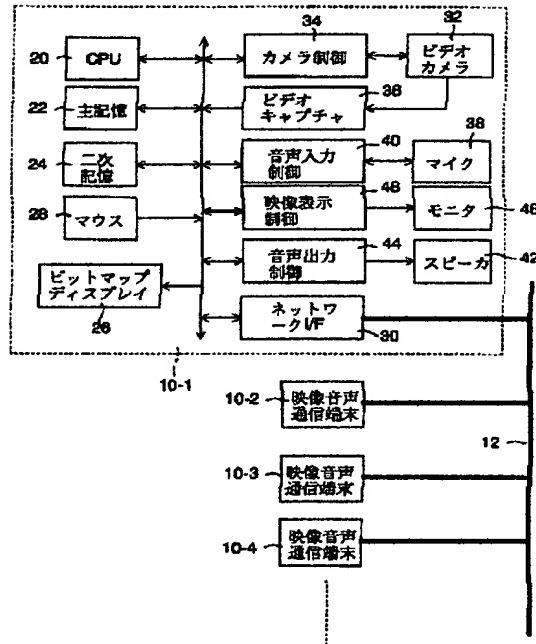 34
32
20
CPU
カメラ制御
ビデオ
カメラ
22
主記憶
ビデオ
キャプチャ
36
24
二次
記憶
40
音声入力
制御
38
マイク
28
マウス
48
映像表示
制御
モニタ
46
44
音声出力
制御
スピーカ
42
ビットマップ
ディスプレイ
26
ネットワ
ークI/F
30
10-1
10-2
映像音声
通信端末
12
10-3
映像音声
通信端末
10-4
映像音声
通信端末